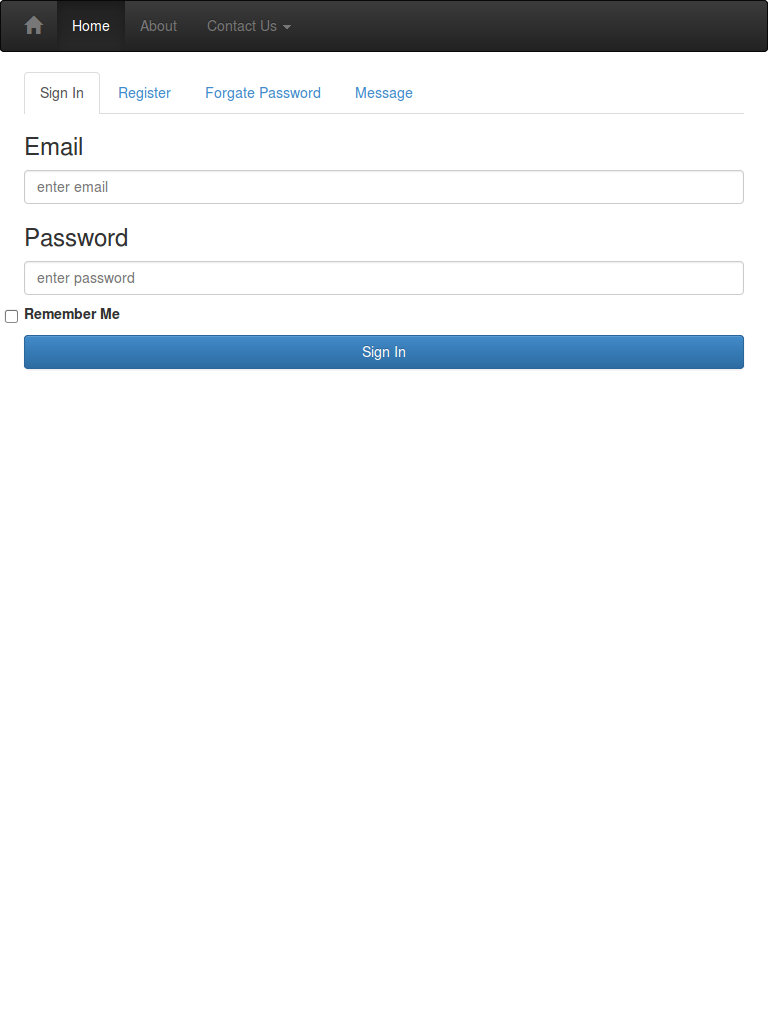 Home About Contact Us
Sign In Register Forgate Password Message
Email
enter email
Password
enter password
Remember Me
Sign In